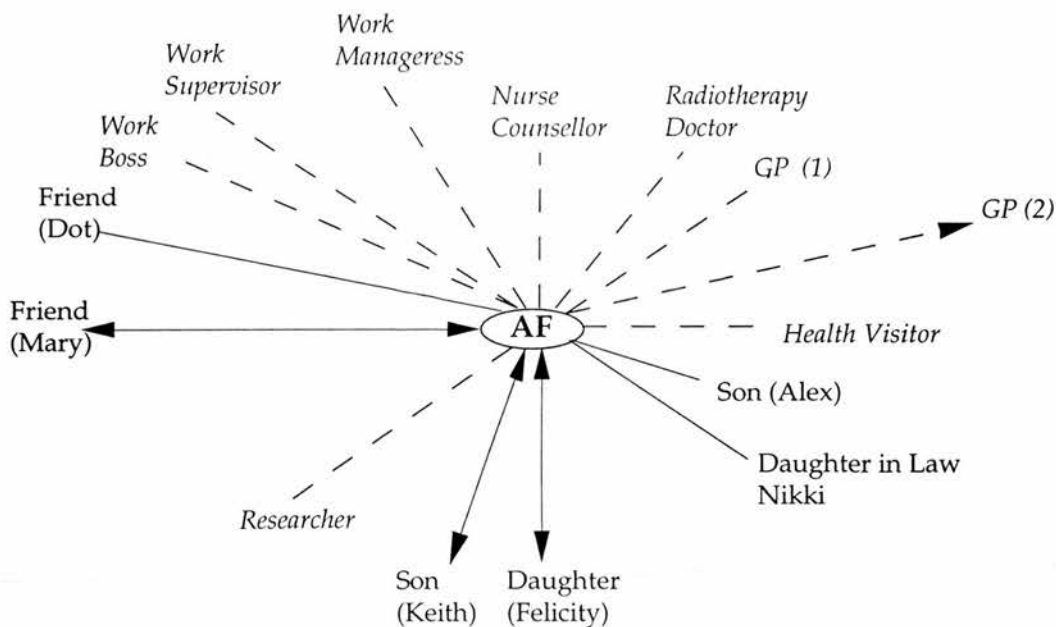 Work
Manageress
Work
Supervisor
Nurse
Counsellor
Radiotherapy
Doctor
Work
Boss
GP (1)
Friend
(Dot)
GP (2)
Friend
(Mary)
AF
Health Visitor
Son (Alex)
Daughter in Law
Nikki
Researcher
Son
(Keith)
Daughter
(Felicity)